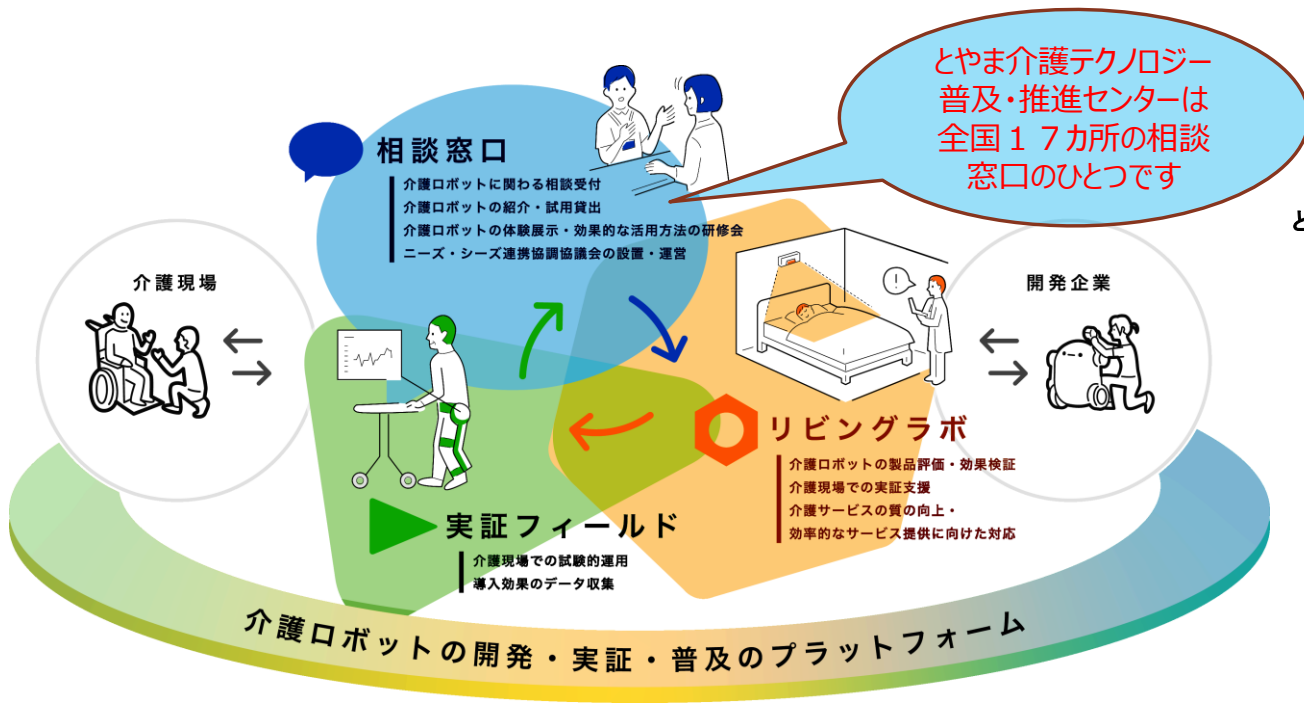 とやま介護テクノロジー
普及・推進センターは
全国１７カ所の相談
窓口のひとつです
相談窓口
介護ロボットに関わる相談受付
介護ロボットの紹介・試用貸出
介護ロボットの体験展示・効果的な活用方法の研修会
ニーズ・シーズ連携協調協議会の設置・運営
と
介護現場
開発企業
!
リビングラボ
介護ロボットの製品評価・効果検証
介護現場での実証支援
介護サービスの質の向上・
効率的なサービス提供に向けた対応
実証フィールド
介護現場での試験的運用
導入効果のデータ収集
介護ロボットの開発・実証・普及のプラットフォーム